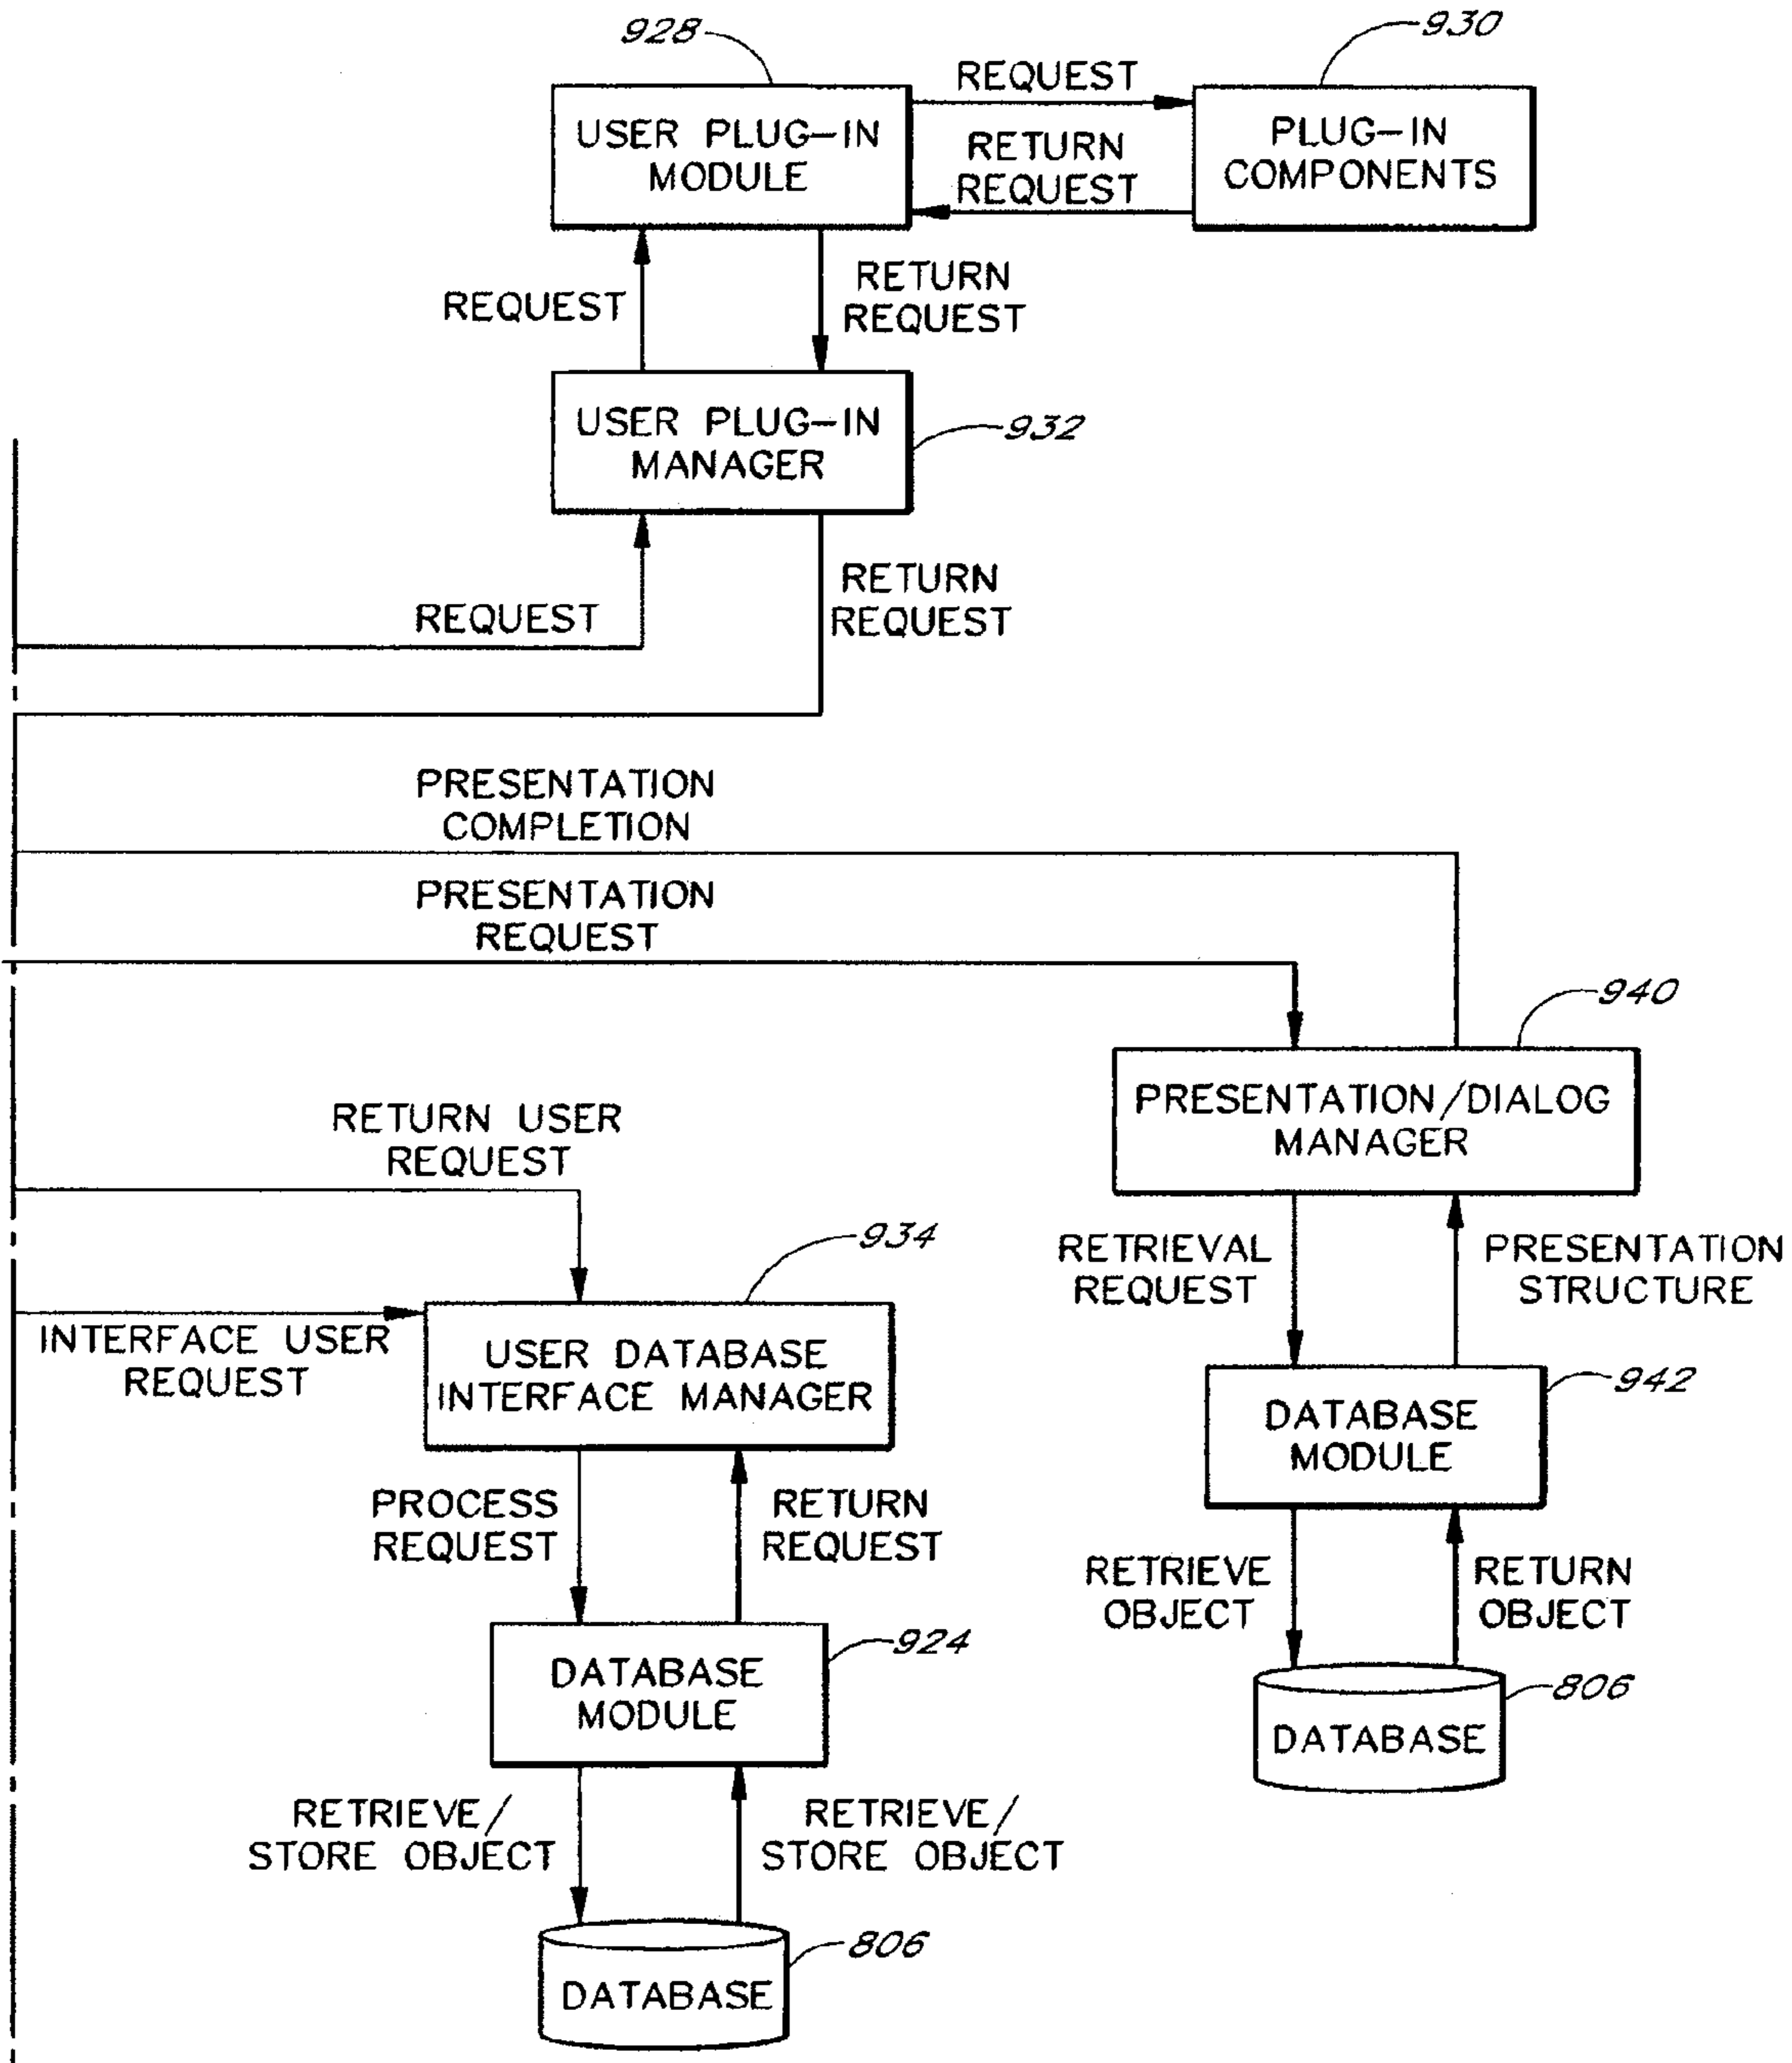 928
930
REQUEST
USER PLUG-IN
MODULE
RETURN
REQUEST
PLUG-IN
COMPONENTS
REQUEST
RETURN
REQUEST
USER PLUG-IN
MANAGER
932
REQUEST
RETURN
REQUEST
PRESENTATION
COMPLETION
PRESENTATION
REQUEST
940
PRESENTATION/DIALOG
MANAGER
RETURN USER
REQUEST
934
RETRIEVAL
REQUEST
PRESENTATION
STRUCTURE
INTERFACE USER
REQUEST
USER DATABASE
INTERFACE MANAGER
942
DATABASE
MODULE
PROCESS
REQUEST
RETURN
REQUEST
RETRIEVE
OBJECT
RETURN
OBJECT
924
DATABASE
MODULE
806
DATABASE
RETRIEVE/
STORE OBJECT
RETRIEVE/
STORE OBJECT
806
DATABASE